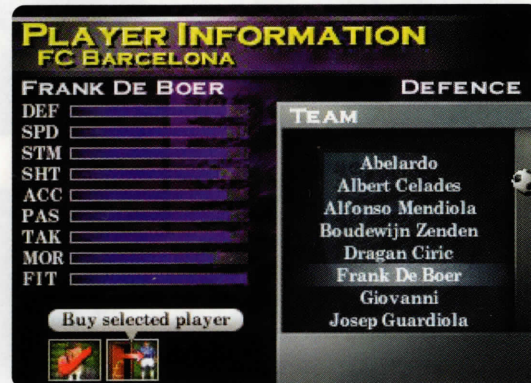 PLAYER INFORMATION
FC BARCELONA
FRANK DE BOER
DEFENCE
DEF
SPD
STM
SHT
ACC
PAS
TAK
MOR
FIT
Buy selected player
TEAM
Abelardo
Albert Celades
Alfonso Mendiola
Boudewijn Zenden
Dragan Ciric
Frank De Boer
Giovanni
Josep Guardiola